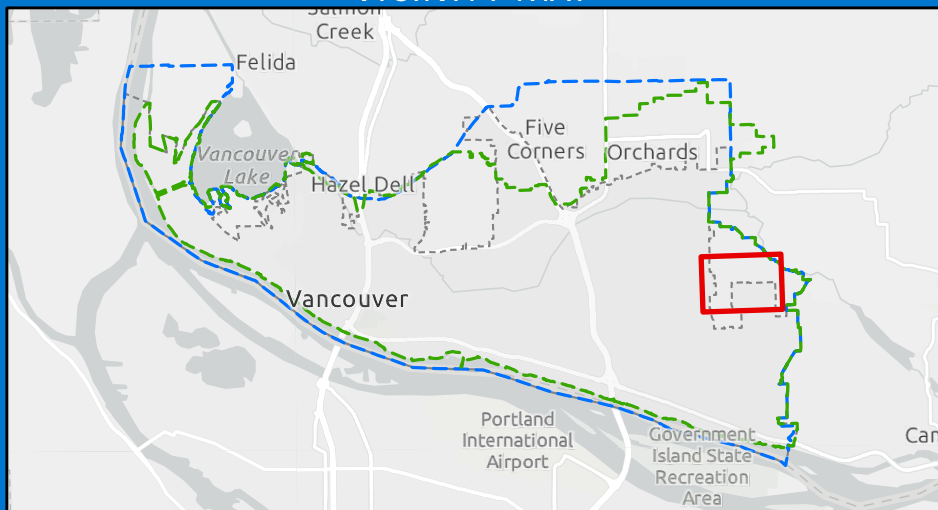 Salmon
Creek
Felida
Five
Corners
Orchards
Vancouver
Lake
Hazel Dell
Vancouver
Portland
International
Airport
Government
Island State
Recreation
Area